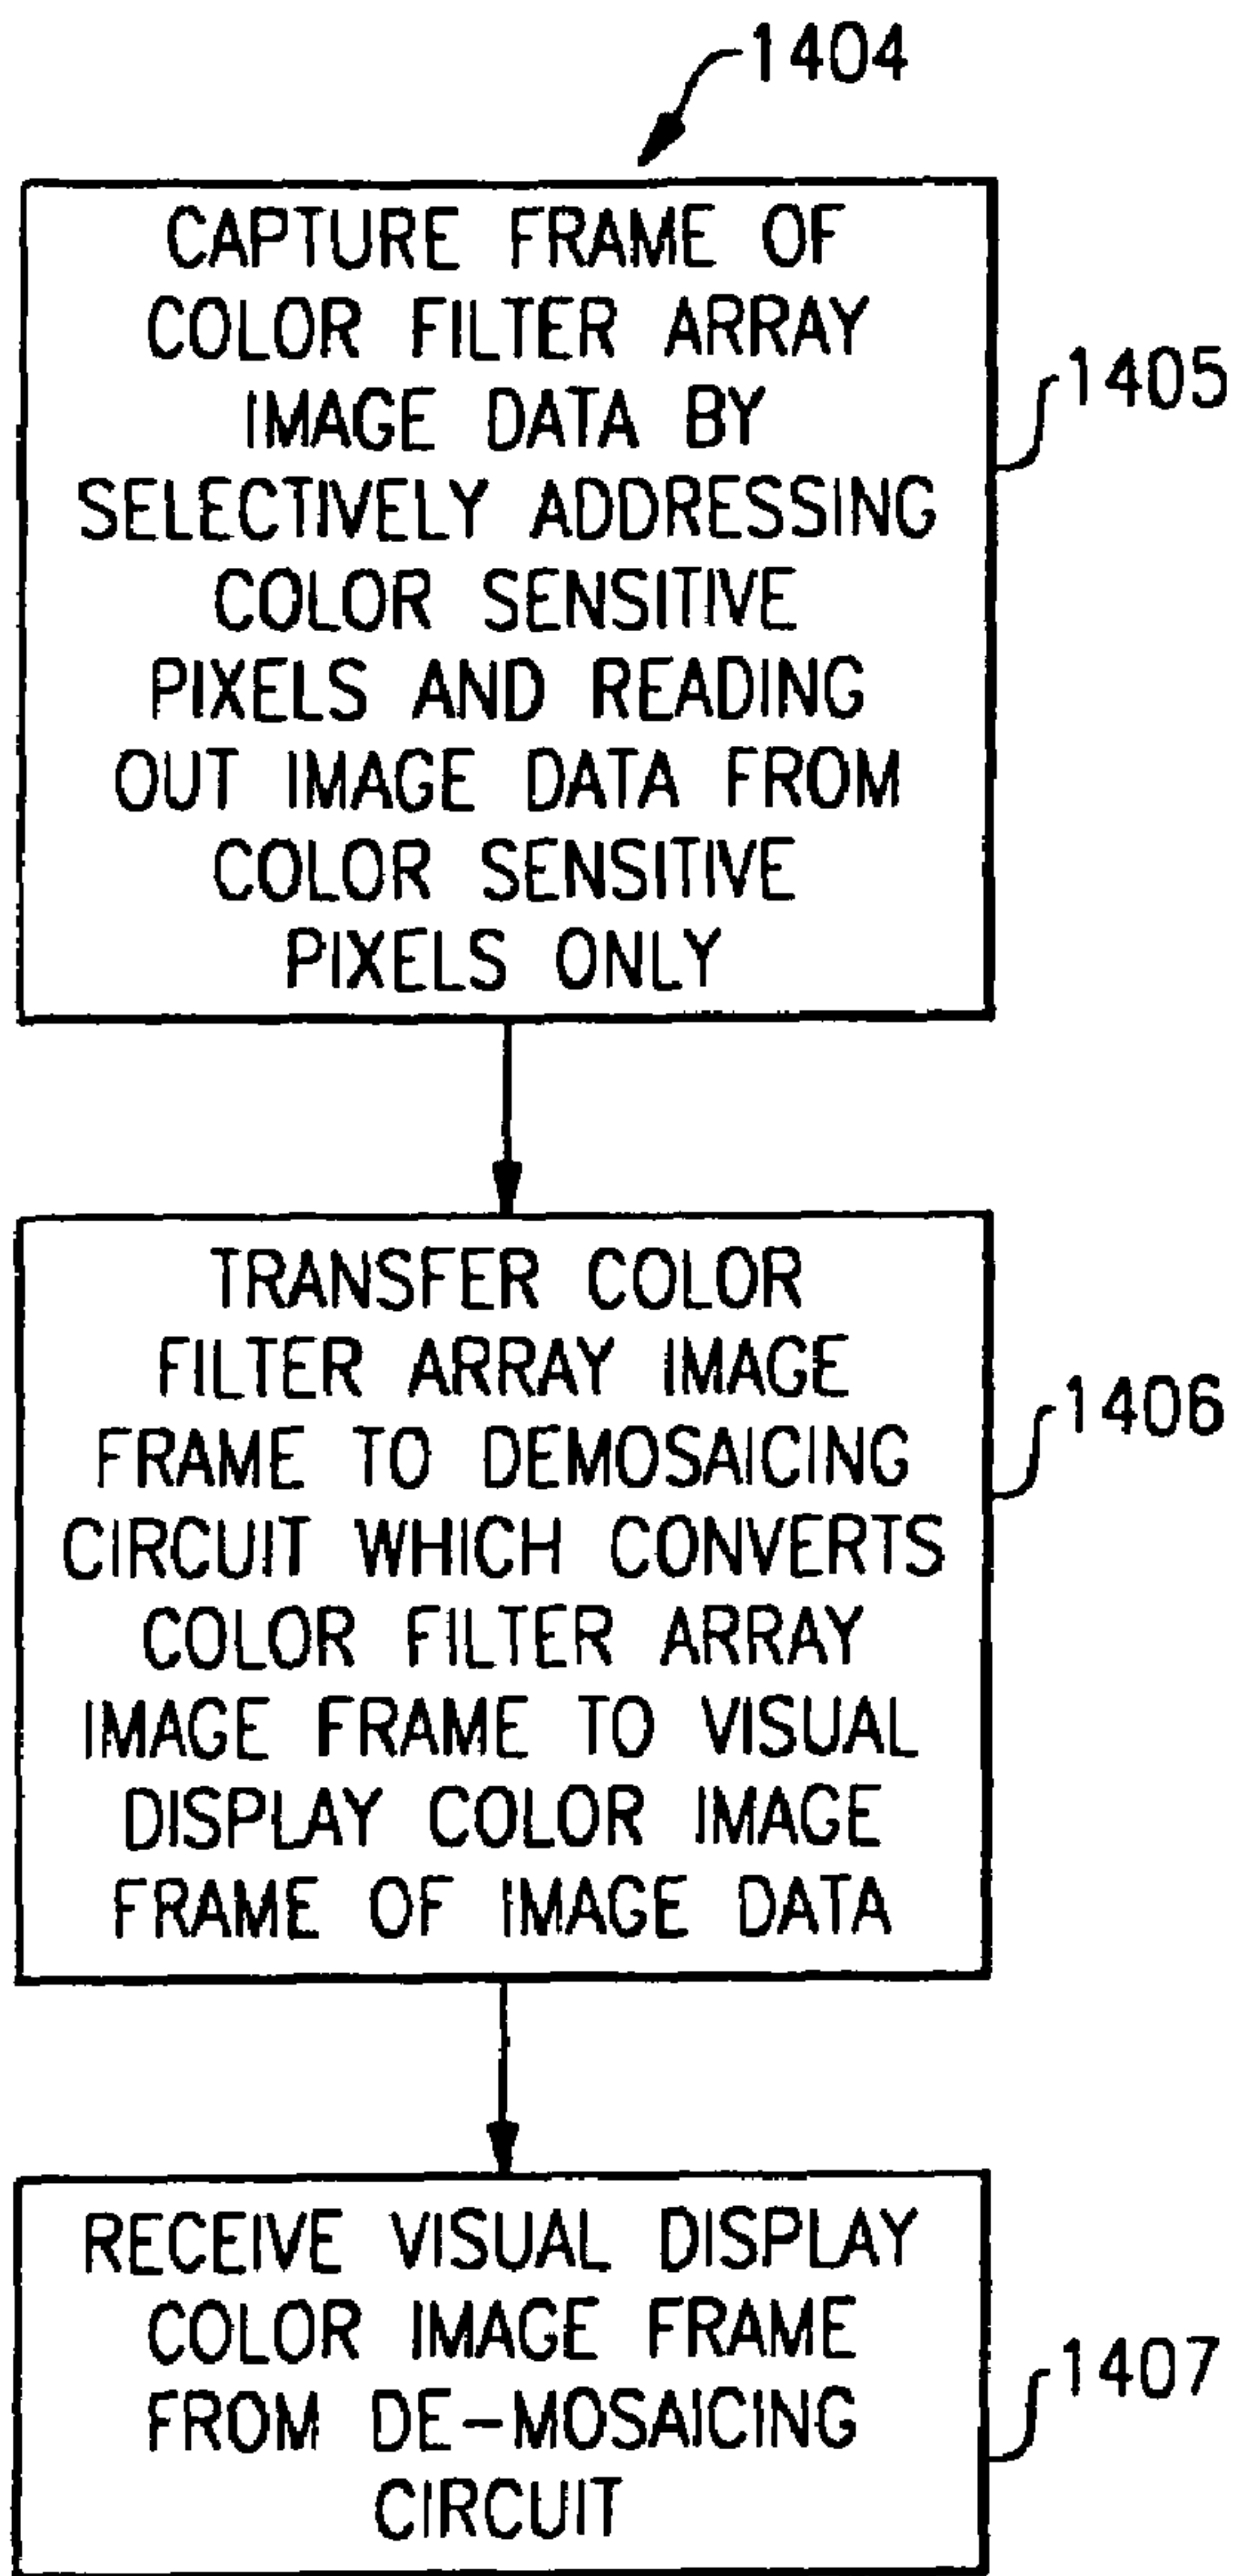 1404
CAPTURE FRAME OF
COLOR FILTER ARRAY
IMAGE DATA BY
SELECTIVELY ADDRESSING
COLOR SENSITIVE
PIXELS AND READING
OUT IMAGE DATA FROM
COLOR SENSITIVE
PIXELS ONLY
1405
TRANSFER COLOR
FILTER ARRAY IMAGE
FRAME TO DEMOSAICING
CIRCUIT WHICH CONVERTS
COLOR FILTER ARRAY
IMAGE FRAME TO VISUAL
DISPLAY COLOR IMAGE
FRAME OF IMAGE DATA
1406
RECEIVE VISUAL DISPLAY
COLOR IMAGE FRAME
FROM DE-MOSAICING
CIRCUIT
1407